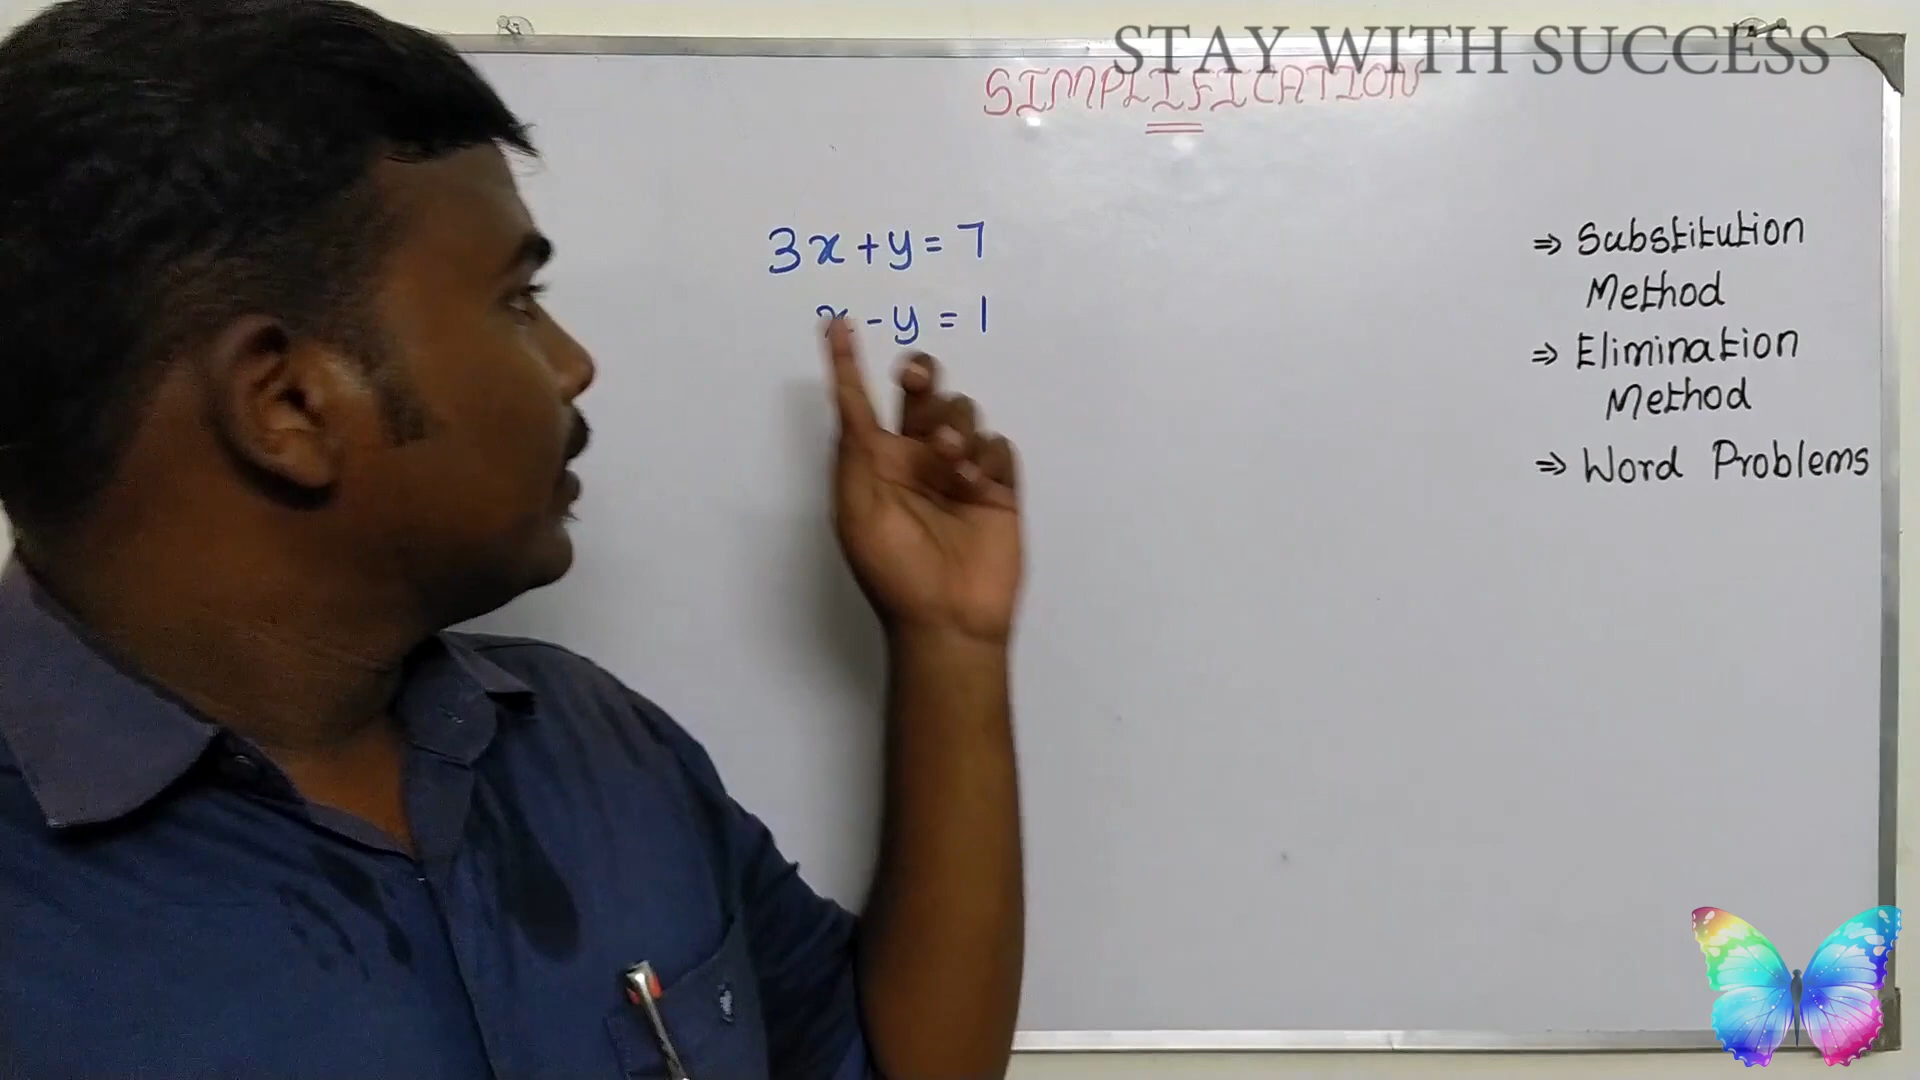 STAY WITH SUCCESS
SIMPLIFICATION
3x+y=7
x-y=1
⇒ Substitution
Method
⇒ Elimination
Method
⇒ Word Problems